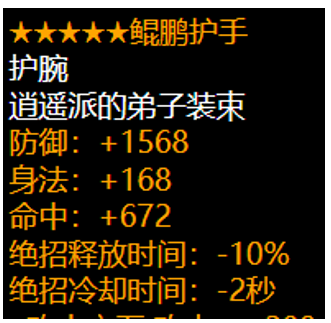 ★★★★★鲲鹏护手
护腕
逍遥派的弟子装束
防御：+1568
身法：+168
命中：+672
绝招释放时间：-10%
绝招冷却时间：-2秒